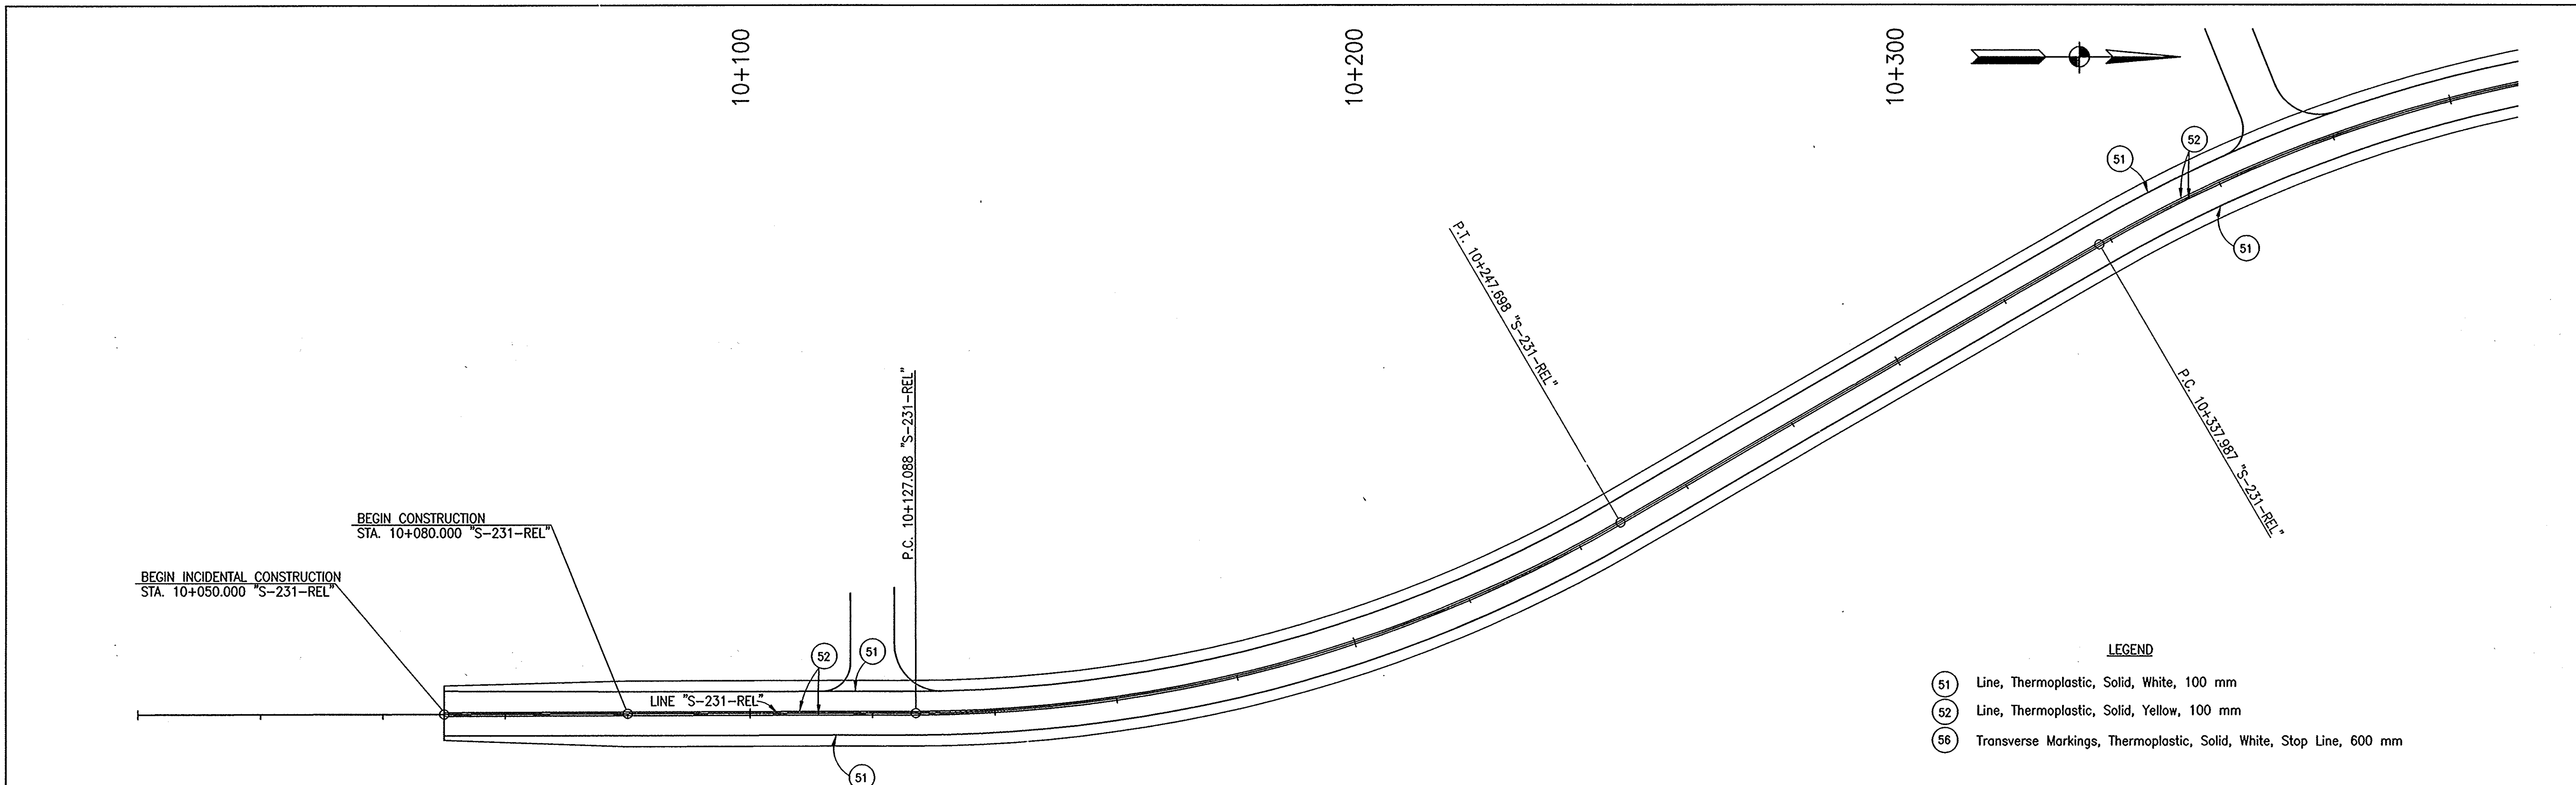 10+100
10+200
10+300
52
51
51
P.T. 10+247.698 "S-231-REL"
P.C. 10+337.987 "S-231-REL"
P.C. 10+127.088 "S-231-REL"
BEGIN CONSTRUCTION
STA. 10+080.000 "S-231-REL"
BEGIN INCIDENTAL CONSTRUCTION
STA. 10+050.000 "S-231-REL"
52
51
LINE "S-231-REL"
51
LEGEND
51 Line, Thermoplastic, Solid, White, 100 mm
52 Line, Thermoplastic, Solid, Yellow, 100 mm
56 Transverse Markings, Thermoplastic, Solid, White, Stop Line, 600 mm